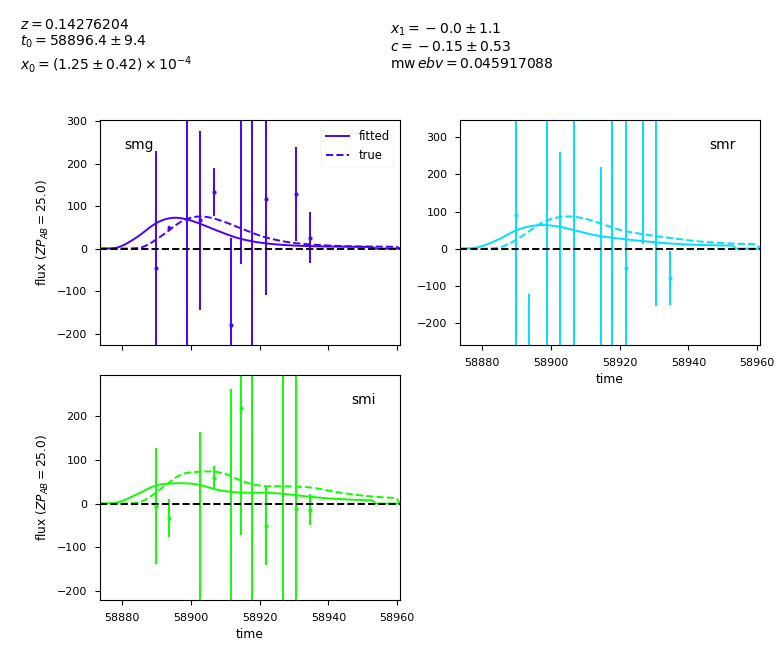 z = 0.14276204
t₀ = 58896.4 ± 9.4
x₀ = (1.25 ± 0.42) × 10⁻⁴
x₁ = −0.0 ± 1.1
c = −0.15 ± 0.53
mw ebv = 0.045917088
smg
fitted
true
300
200
100
0
−100
−200
flux (ZP_AB = 25.0)
smr
300
200
100
0
−100
−200
58880 58900 58920 58940 58960
time
smi
200
100
0
−100
−200
flux (ZP_AB = 25.0)
58880 58900 58920 58940 58960
time